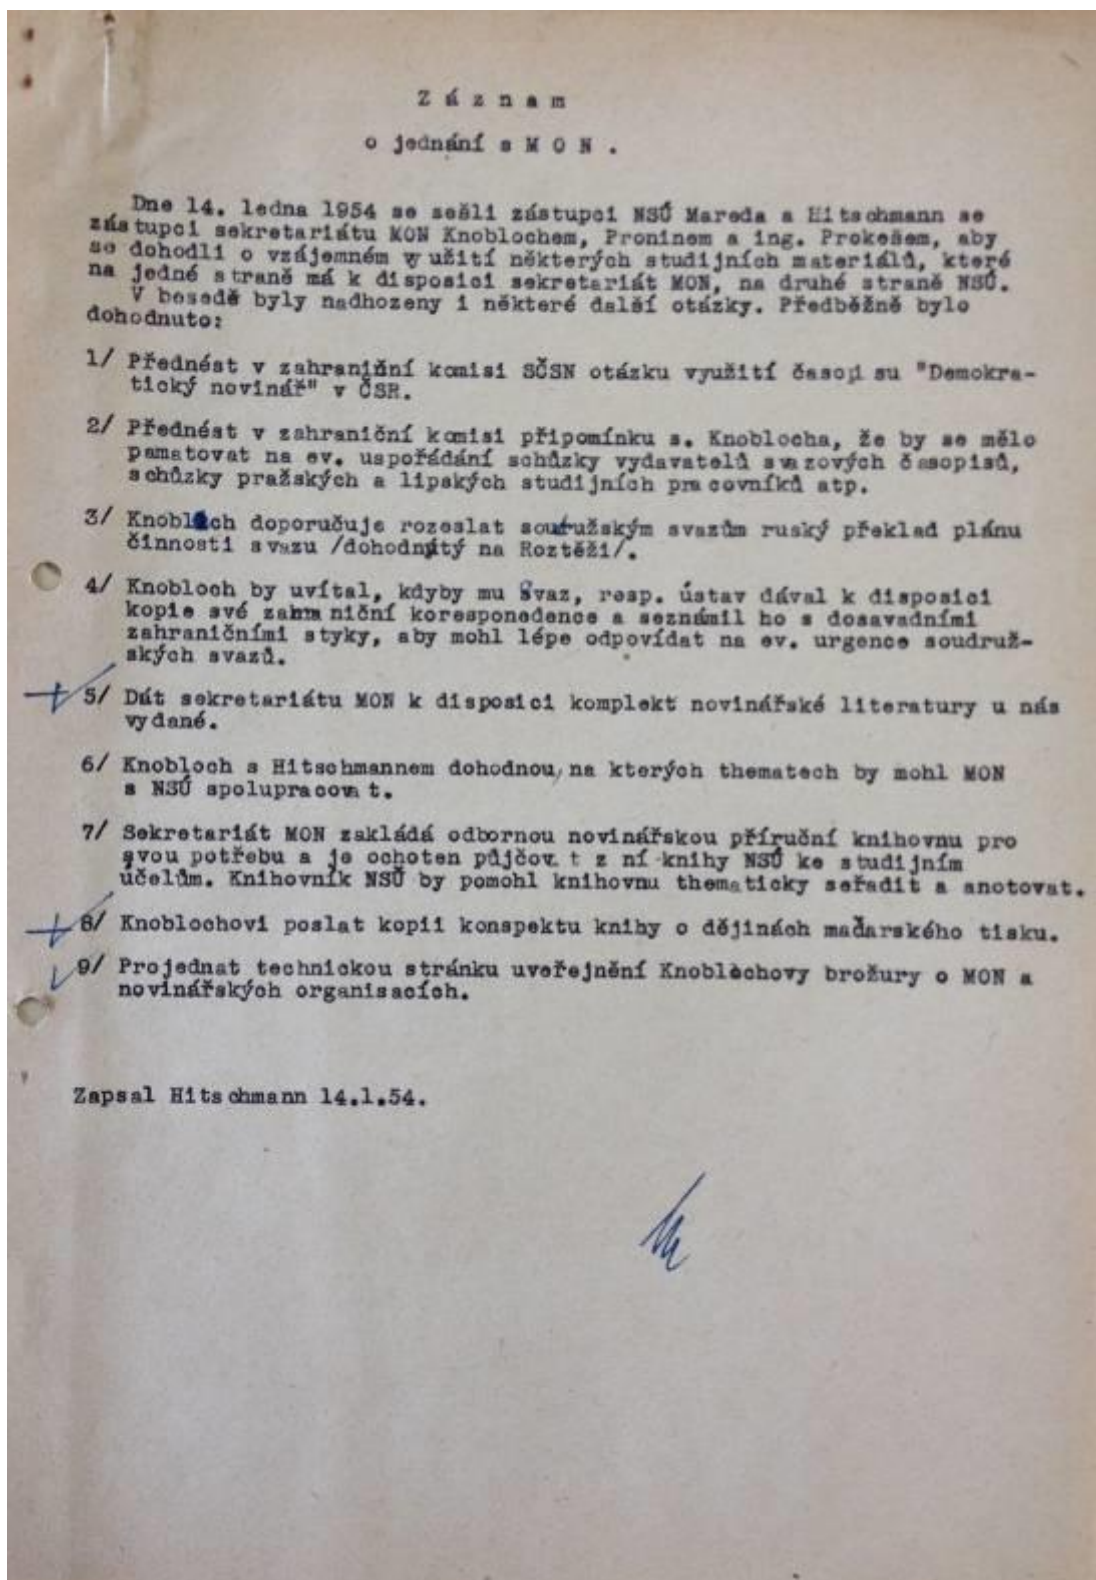 Z á z n a m
o jednání s M O N .
Dne 14. ledna 1954 se sešli zástupci NSÚ Mareda a Hitschmann se
zástupci sekretariátu MON Knoblochem, Proninem a ing. Prokešem, aby
se dohodli o vzájemném využití některých studijních materiálů, které
na jedné straně má k disposici sekretariát MON, na druhé straně NSÚ.
V besedě byly nadhozeny i některé další otázky. Předběžně bylo
dohodnuto:
1/ Přednést v zahraniční komisi SČSN otázku využití časopisu "Demokra-
tický novinář" v ČSR.
2/ Přednést v zahraniční komisi připomínku s. Knoblocha, že by se mělo
pamatovat na ev. uspořádání schůzky vydavatelů svazových časopisů,
schůzky pražských a lipských studijních pracovníků atp.
3/ Knobloch doporučuje rozeslat soudružským svazům ruský překlad plánu
činnosti svazu /dohodnutý na Roztěži/.
4/ Knobloch by uvítal, kdyby mu Svaz, resp. ústav dával k disposici
kopie své zahraniční koresponedence a seznámil ho s dosavadními
zahraničními styky, aby mohl lépe odpovídat na ev. urgence soudruž-
ských svazů.
5/ Dát sekretariátu MON k disposici komplekt novinářské literatury u nás
vydané.
6/ Knobloch s Hitschmannem dohodnou, na kterých thematech by mohl MON
s NSÚ spolupracovat.
7/ Sekretariát MON zakládá odbornou novinářskou příruční knihovnu pro
svou potřebu a je ochoten půjčovat z ní knihy NSÚ ke studijním
účelům. Knihovník NSÚ by pomohl knihovnu thematicky seřadit a anotovat.
8/ Knoblochovi poslat kopii konspektu knihy o dějinách maďarského tisku.
9/ Projednat technickou stránku uveřejnění Knoblochovy brožury o MON a
novinářských organisacích.
Zapsal Hitschmann 14.1.54.